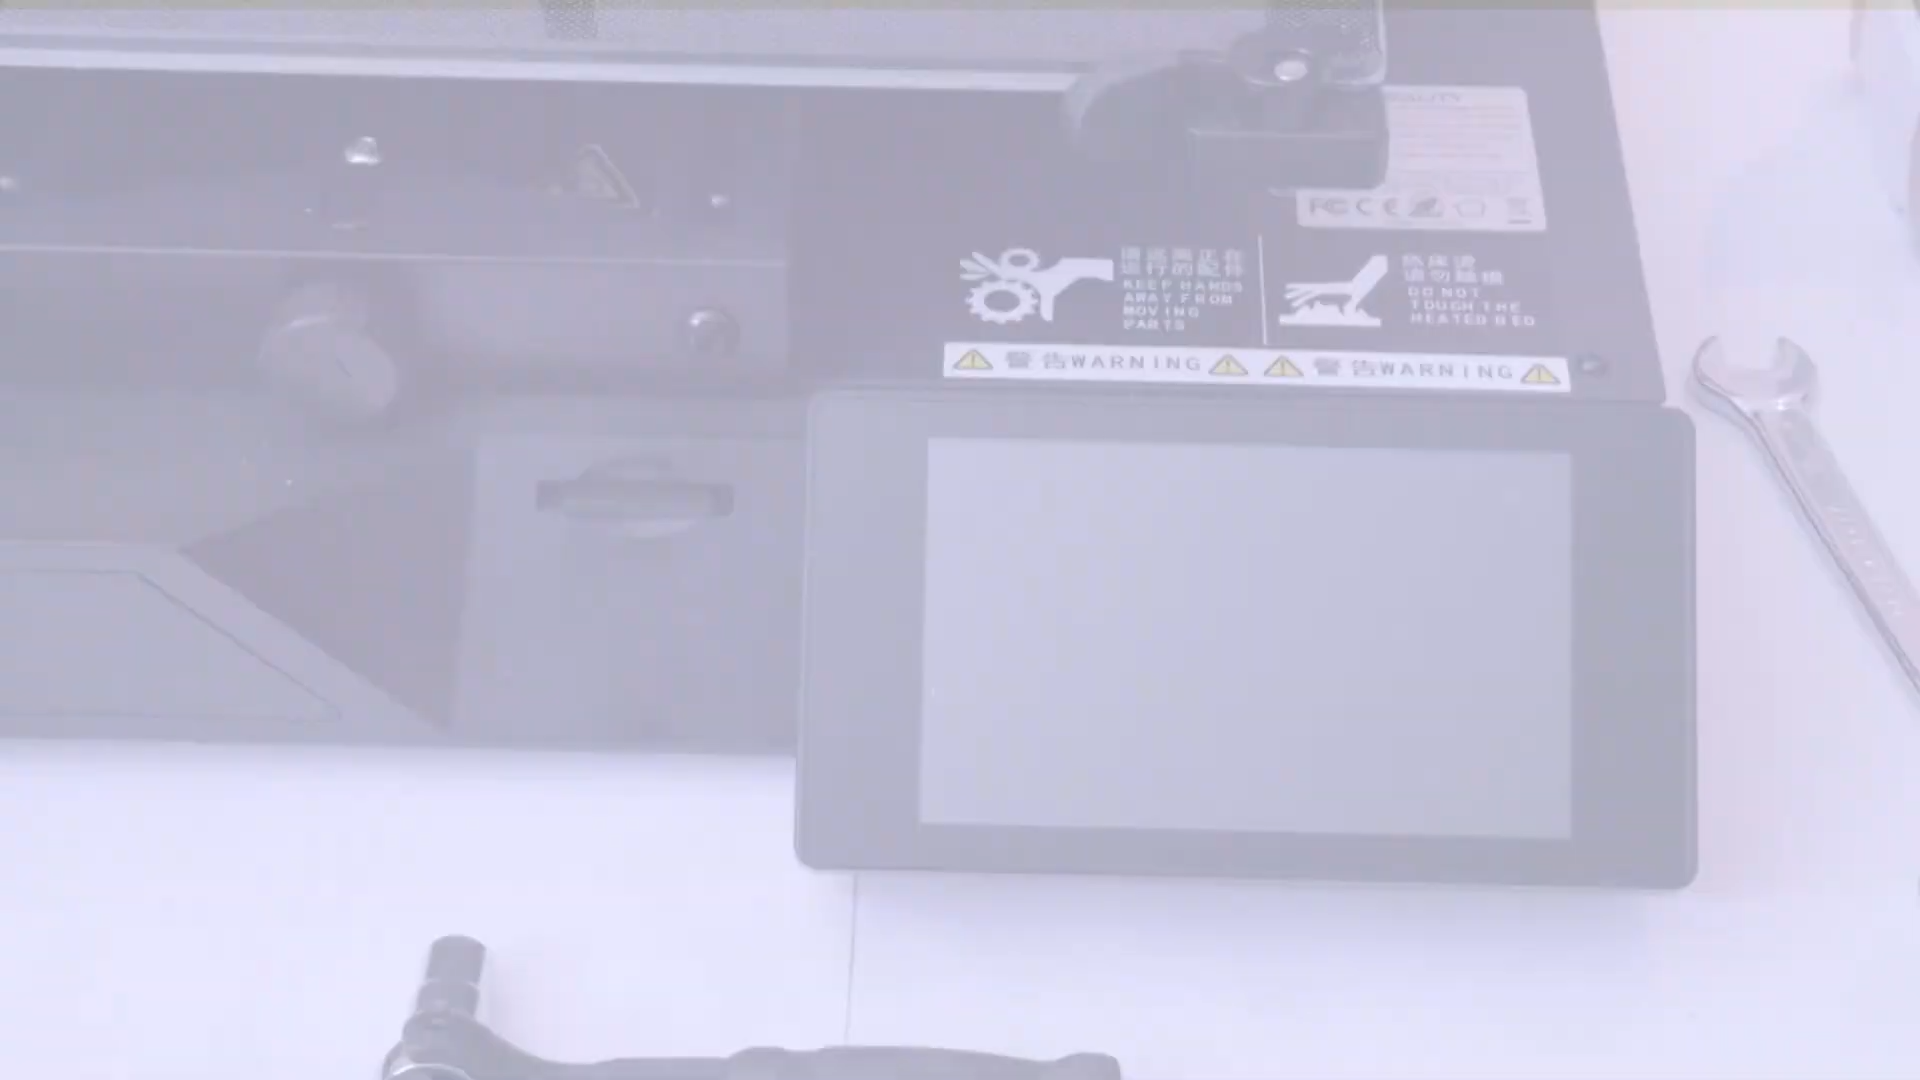 FCC CE
请远离正在
运行的配件
KEEP HANDS
AWAY FROM
MOVING
PARTS
热床烫
请勿触摸
DO NOT
TOUCH THE
HEATED BED
警告WARNING
警告WARNING